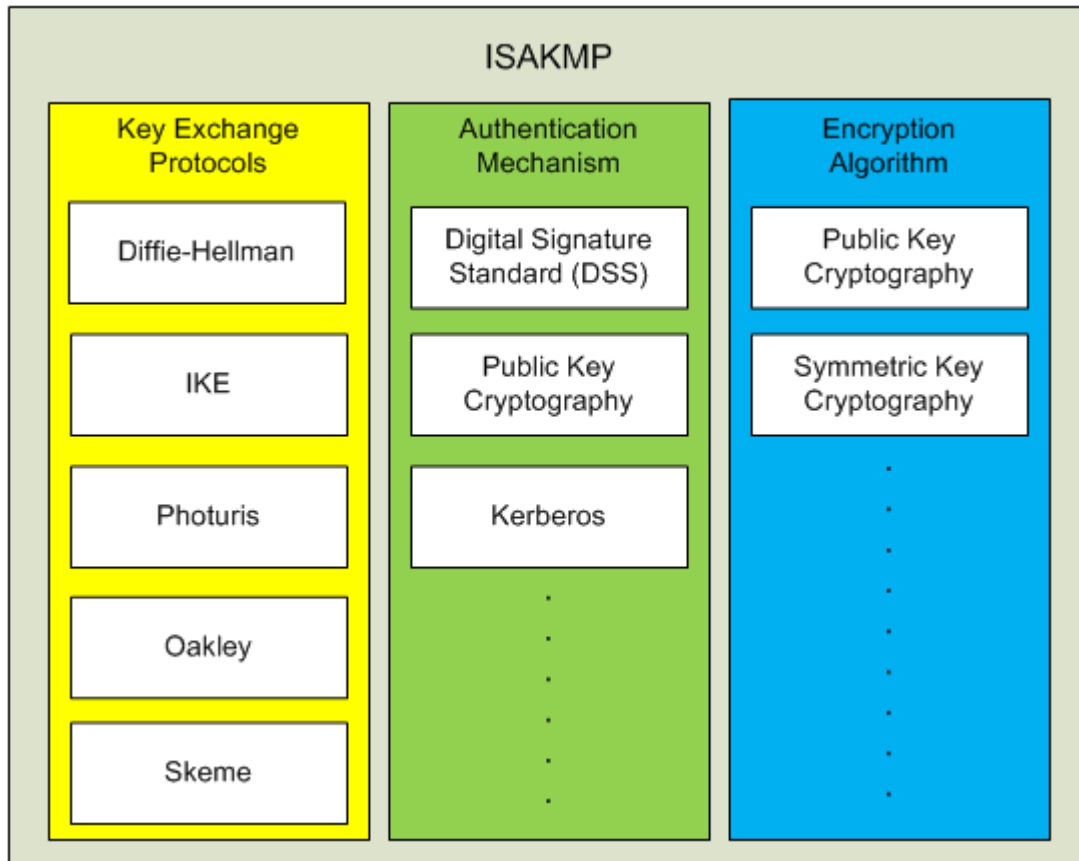 ISAKMP
Key Exchange
Protocols
Diffie-Hellman
IKE
Photuris
Oakley
Skeme
Authentication
Mechanism
Digital Signature
Standard (DSS)
Public Key
Cryptography
Kerberos
Encryption
Algorithm
Public Key
Cryptography
Symmetric Key
Cryptography